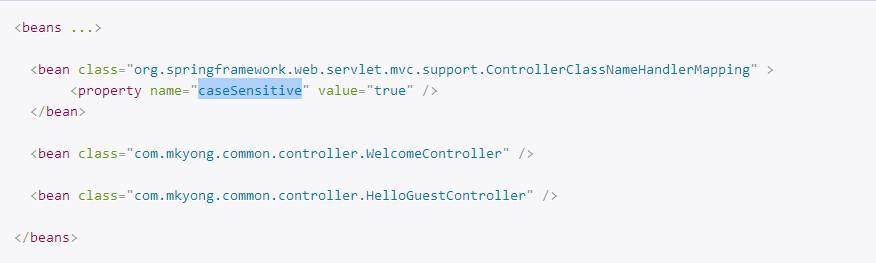 <beans ...>
<bean class="org.springframework.web.servlet.mvc.support.ControllerClassNameHandlerMapping" >
<property name="caseSensitive" value="true" />
</bean>
<bean class="com.mkyong.common.controller.WelcomeController" />
<bean class="com.mkyong.common.controller.HelloGuestController" />
</beans>